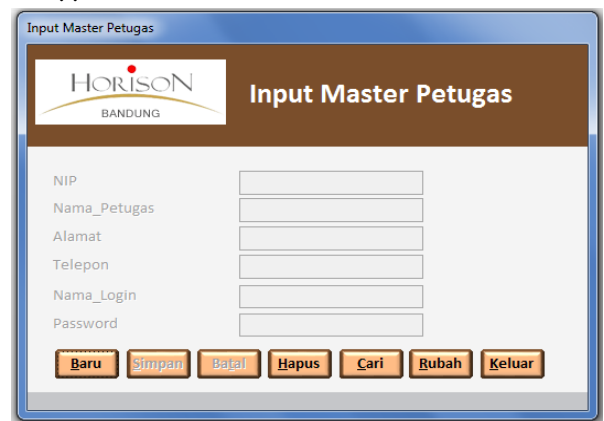 Input Master Petugas
HORISON
BANDUNG
Input Master Petugas
NIP
Nama_Petugas
Alamat
Telepon
Nama_Login
Password
Baru Simpan Batal Hapus Cari Rubah Keluar